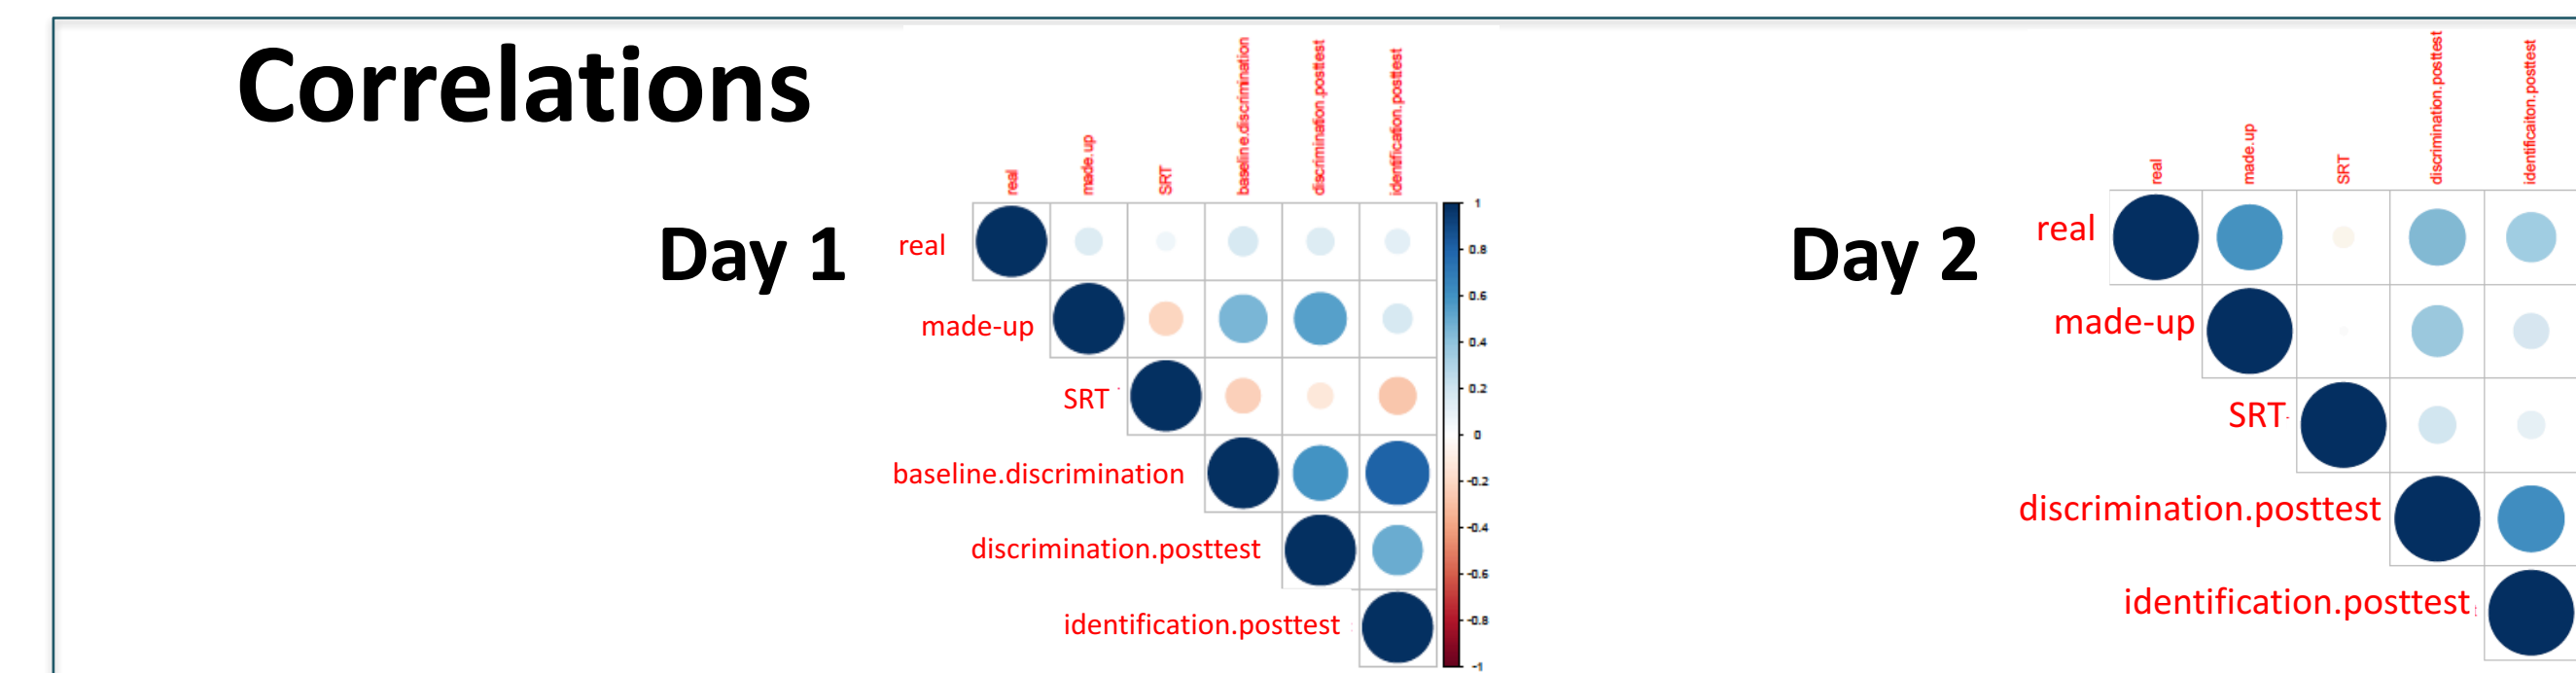 Correlations
Day 1
real
made.up
SRT
baseline.discrimination
discrimination.posttest
identification.posttest
real
made-up
SRT
baseline.discrimination
discrimination.posttest
identification.posttest
1
0.8
0.6
0.4
0.2
0
-0.2
-0.4
-0.6
-0.8
-1
Day 2
real
made.up
SRT
discrimination.posttest
identificaiton.posttest
real
made-up
SRT
discrimination.posttest
identification.posttest